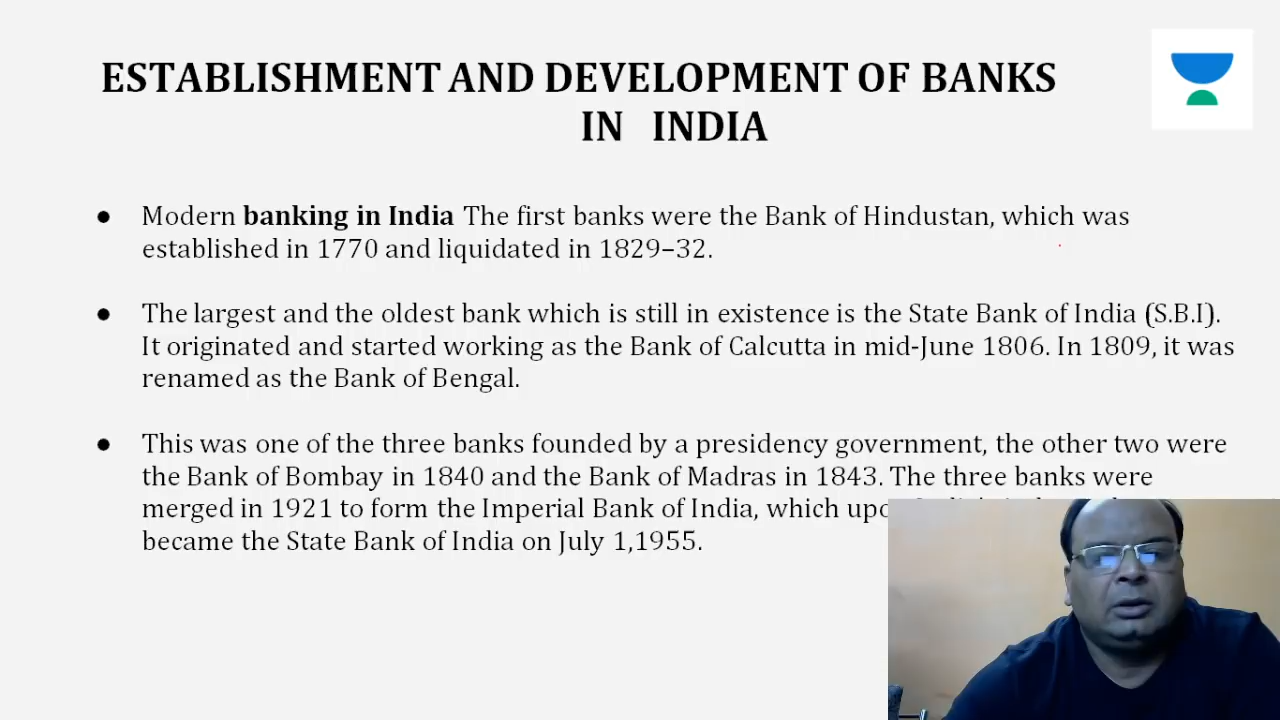 ESTABLISHMENT AND DEVELOPMENT OF BANKS
IN INDIA
● Modern banking in India The first banks were the Bank of Hindustan, which was
established in 1770 and liquidated in 1829–32.
● The largest and the oldest bank which is still in existence is the State Bank of India (S.B.I).
It originated and started working as the Bank of Calcutta in mid-June 1806. In 1809, it was
renamed as the Bank of Bengal.
● This was one of the three banks founded by a presidency government, the other two were
the Bank of Bombay in 1840 and the Bank of Madras in 1843. The three banks were
merged in 1921 to form the Imperial Bank of India, which
became the State Bank of India on July 1,1955.